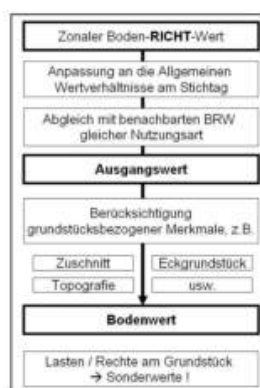 Zonaler Boden-RICHT-Wert
Anpassung an die Allgemeinen
Wertverhältnisse am Stichtag
Abgleich mit benachbarten BRW
gleicher Nutzungsart
Ausgangswert
Berücksichtigung
grundstücksbezogener Merkmale, z.B.
Zuschnitt
Eckgrundstück
Topografie
usw.
Bodenwert
Lasten / Rechte am Grundstück
→ Sonderwerte !